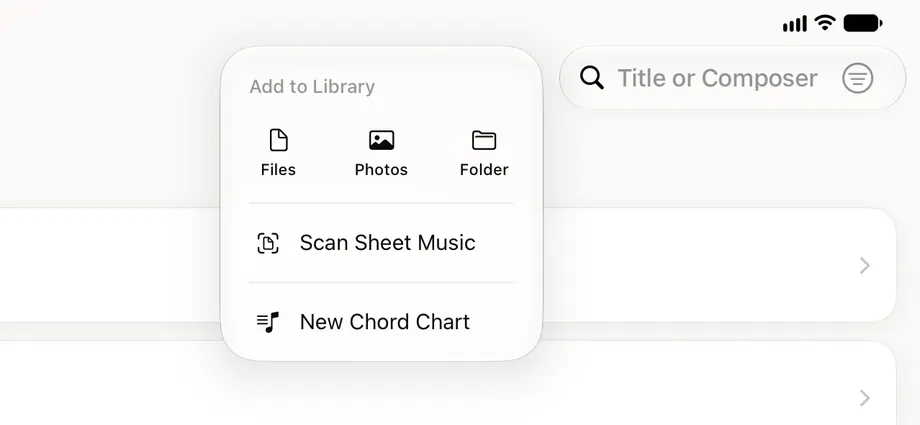 Title or Composer
Add to Library
Files
Photos
Folder
Scan Sheet Music
New Chord Chart